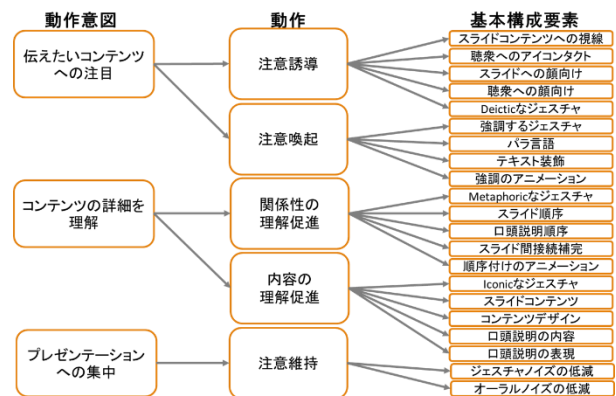 動作意図
動作
基本構成要素
伝えたいコンテンツ
への注目
コンテンツの詳細を
理解
プレゼンテーション
への集中
注意誘導
注意喚起
関係性の
理解促進
内容の
理解促進
注意維持
スライドコンテンツへの視線
聴衆へのアイコンタクト
スライドへの顔向け
聴衆への顔向け
Deicticなジェスチャ
強調するジェスチャ
パラ言語
テキスト装飾
強調のアニメーション
Metaphoricなジェスチャ
スライド順序
口頭説明順序
スライド間接続補完
順序付けのアニメーション
Iconicなジェスチャ
スライドコンテンツ
コンテンツデザイン
口頭説明の内容
口頭説明の表現
ジェスチャノイズの低減
オーラルノイズの低減